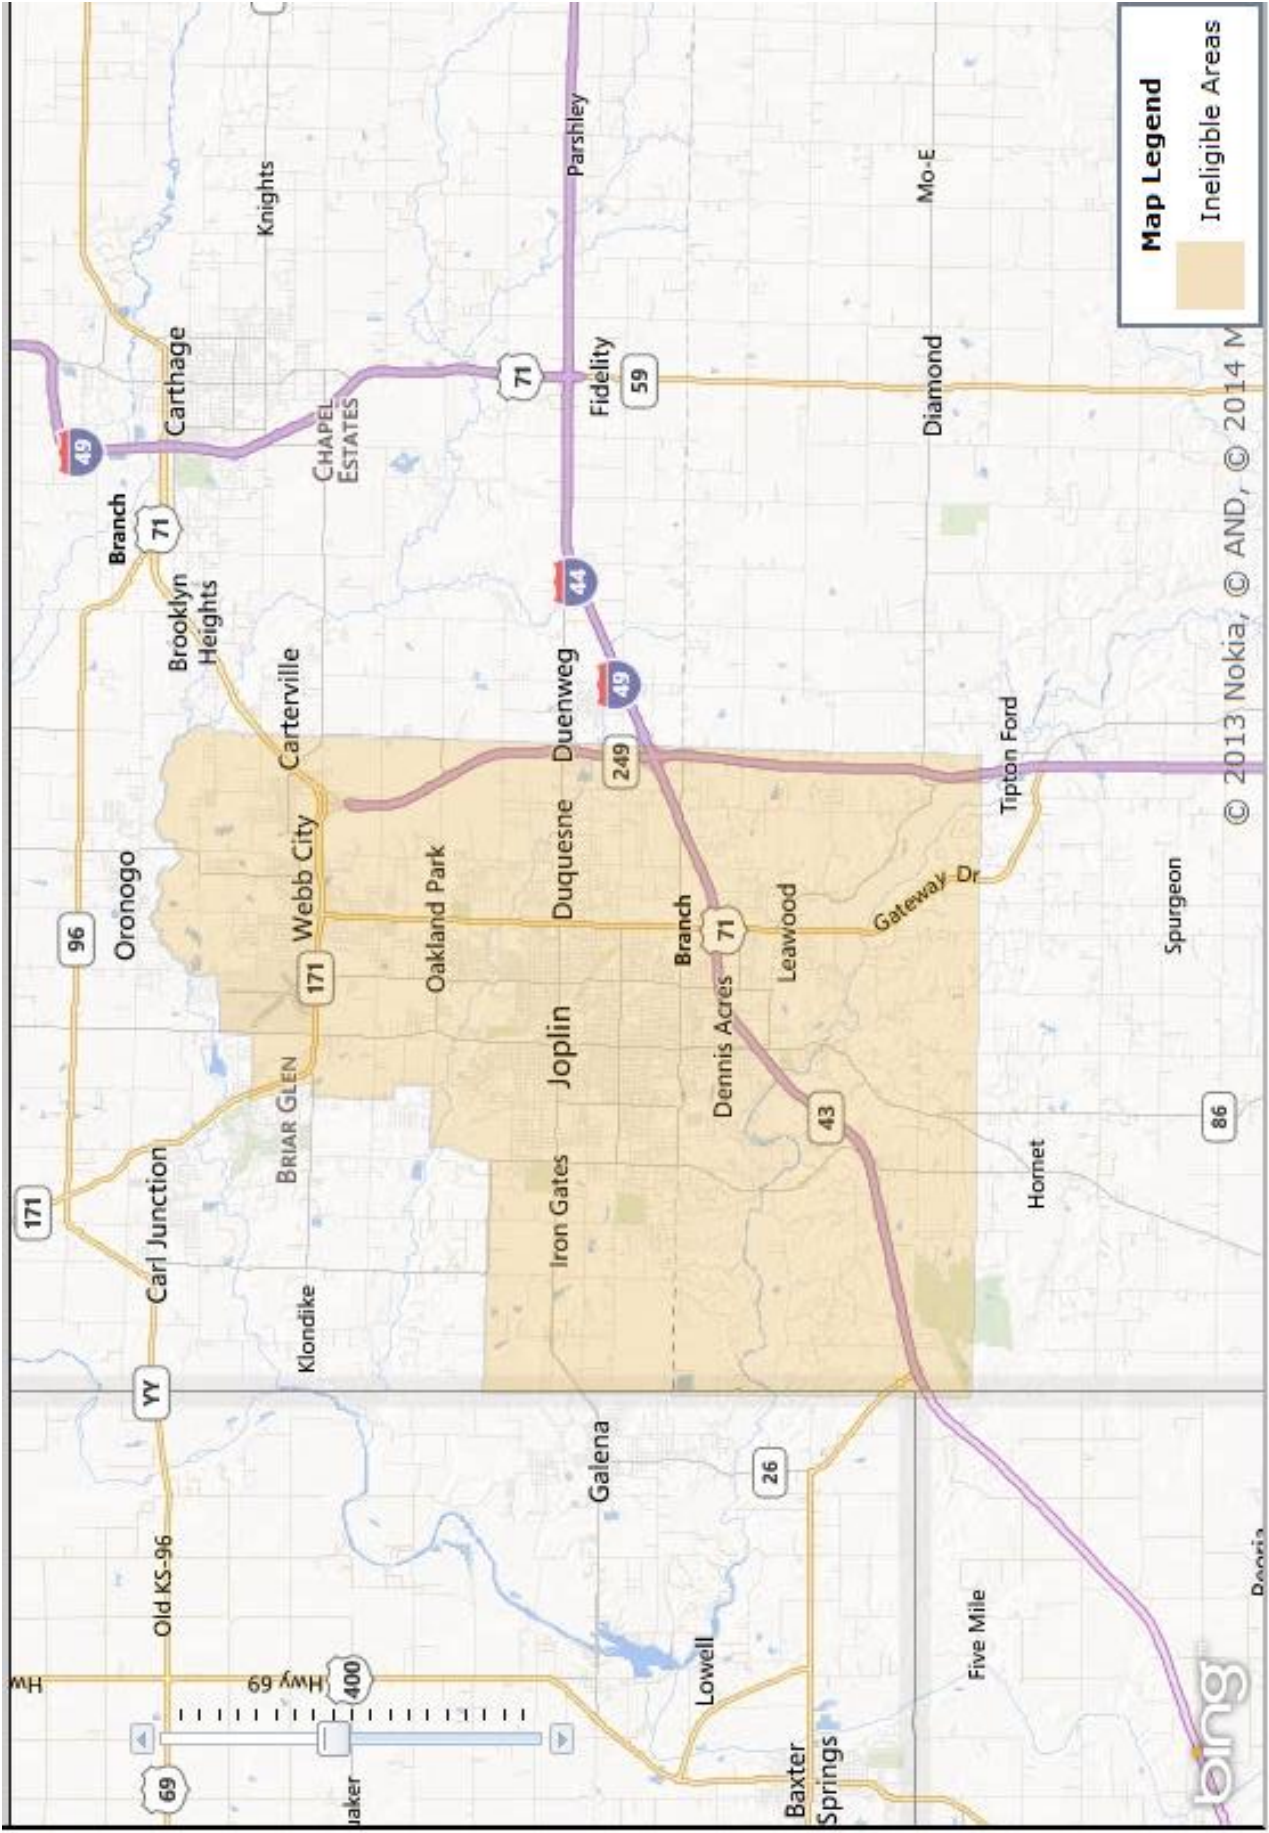 Hw
Hwy 69
400
69
uaker
Old KS-96
YY
171
Carl Junction
96
Oronogo
Branch
71
Brooklyn
Heights
49
Carthage
Knights
Klondike
BRIAR GLEN
171
Webb City
Carterville
CHAPEL
ESTATES
Oakland Park
Galena
Iron Gates
Joplin
Duquesne
Duenweg
249
49
44
71
Fidelity
59
Parshley
Lowell
26
Baxter
Springs
Dennis Acres
Branch
71
43
Leawood
Gateway Dr
Five Mile
Hornet
Tipton Ford
Diamond
Mo-E
86
Spurgeon
Peoria
bing
© 2013 Nokia, © AND, © 2014 M
Map Legend
Ineligible Areas